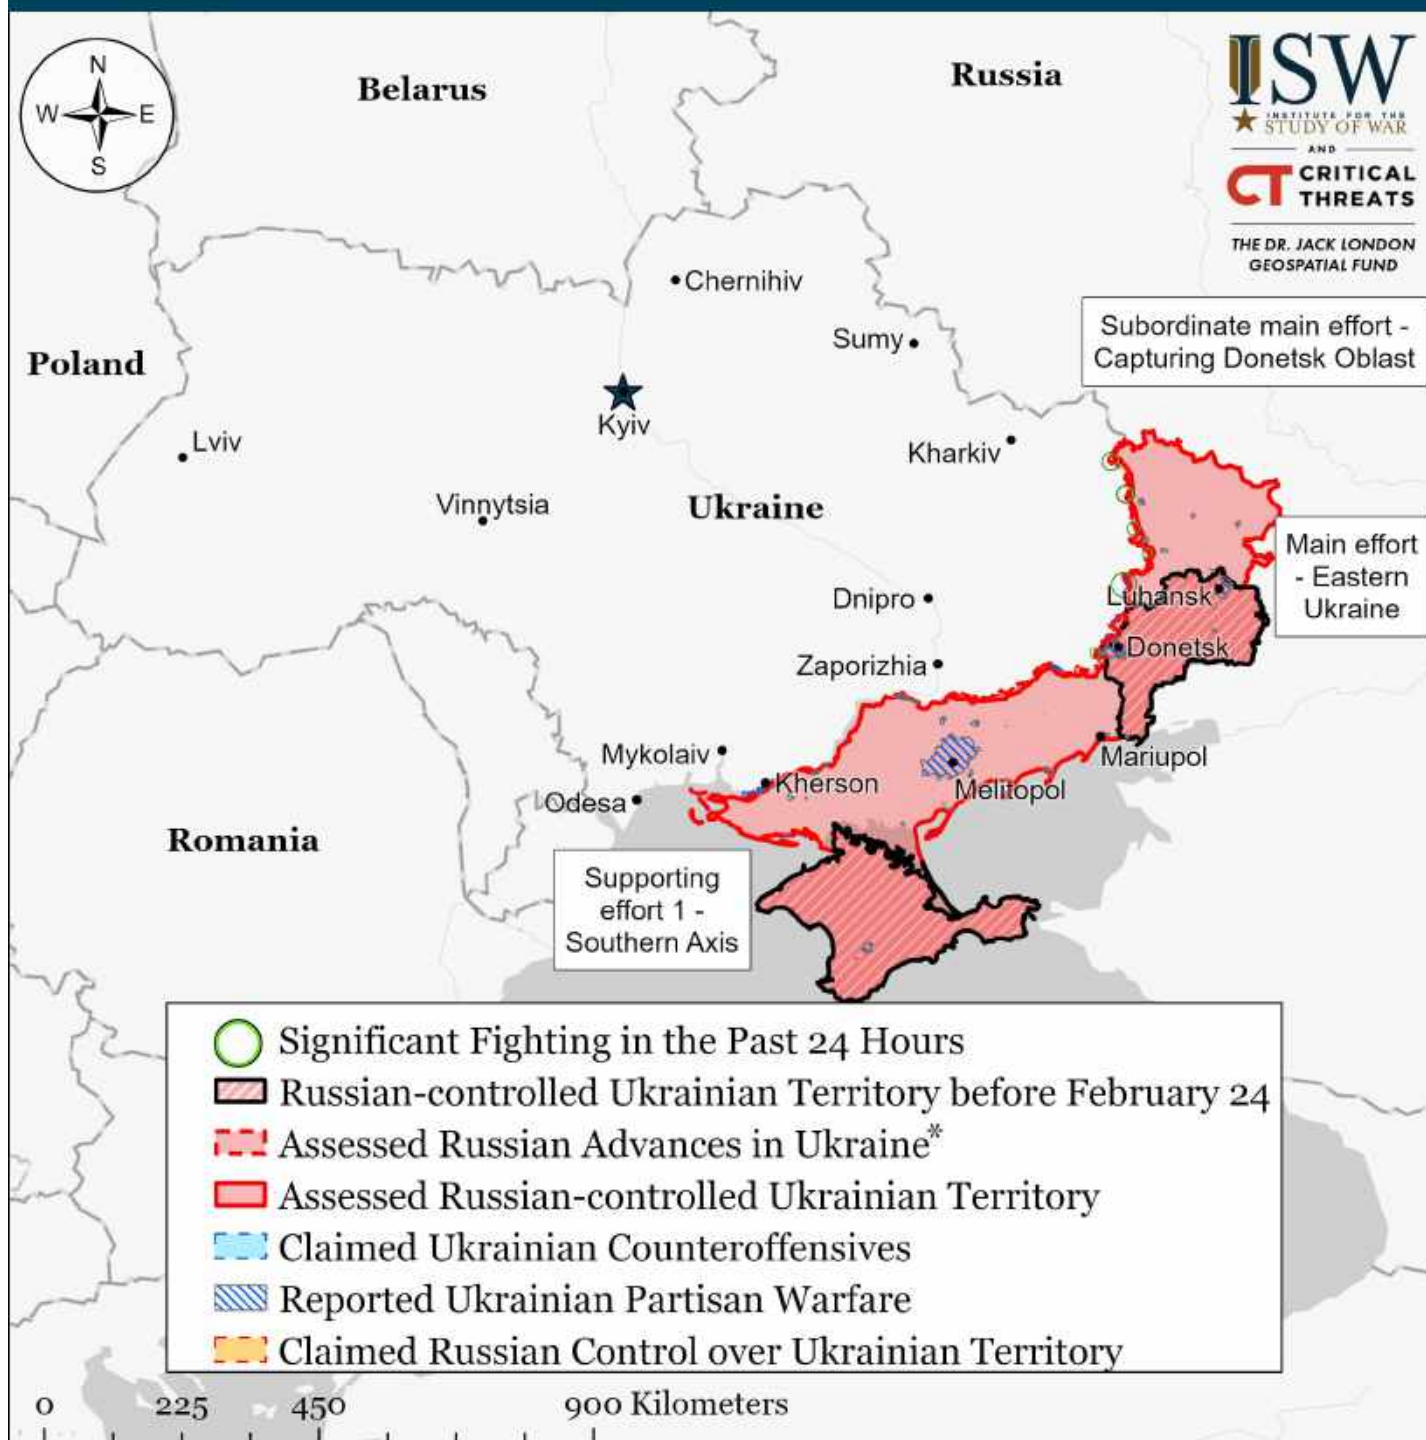 N
W E
S
Belarus
Russia
ISW
INSTITUTE FOR THE
STUDY OF WAR
AND
CT CRITICAL
THREATS
THE DR. JACK LONDON
GEOSPATIAL FUND
Chernihiv
Sumy
Subordinate main effort -
Capturing Donetsk Oblast
Poland
Kyiv
Lviv
Kharkiv
Vinnytsia
Ukraine
Main effort
- Eastern
Ukraine
Dnipro
Luhansk
Donetsk
Zaporizhia
Mykolaiv
Mariupol
Kherson
Melitopol
Odesa
Romania
Supporting
effort 1 -
Southern Axis
Significant Fighting in the Past 24 Hours
Russian-controlled Ukrainian Territory before February 24
Assessed Russian Advances in Ukraine*
Assessed Russian-controlled Ukrainian Territory
Claimed Ukrainian Counteroffensives
Reported Ukrainian Partisan Warfare
Claimed Russian Control over Ukrainian Territory
0 225 450 900 Kilometers